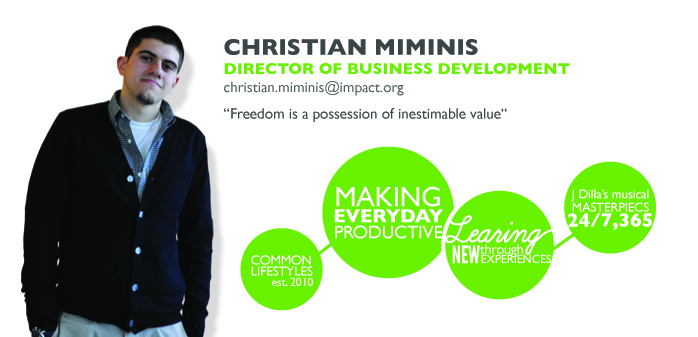 CHRISTIAN MIMINIS
DIRECTOR OF BUSINESS DEVELOPMENT
christian.miminis@impact.org
“Freedom is a possession of inestimable value”
COMMON
LIFESTYLES
est. 2010
MAKING
EVERYDAY
PRODUCTIVE
Learing
NEW through
EXPERIENCES
J Dilla's musical
MASTERPIECS
24/7,365